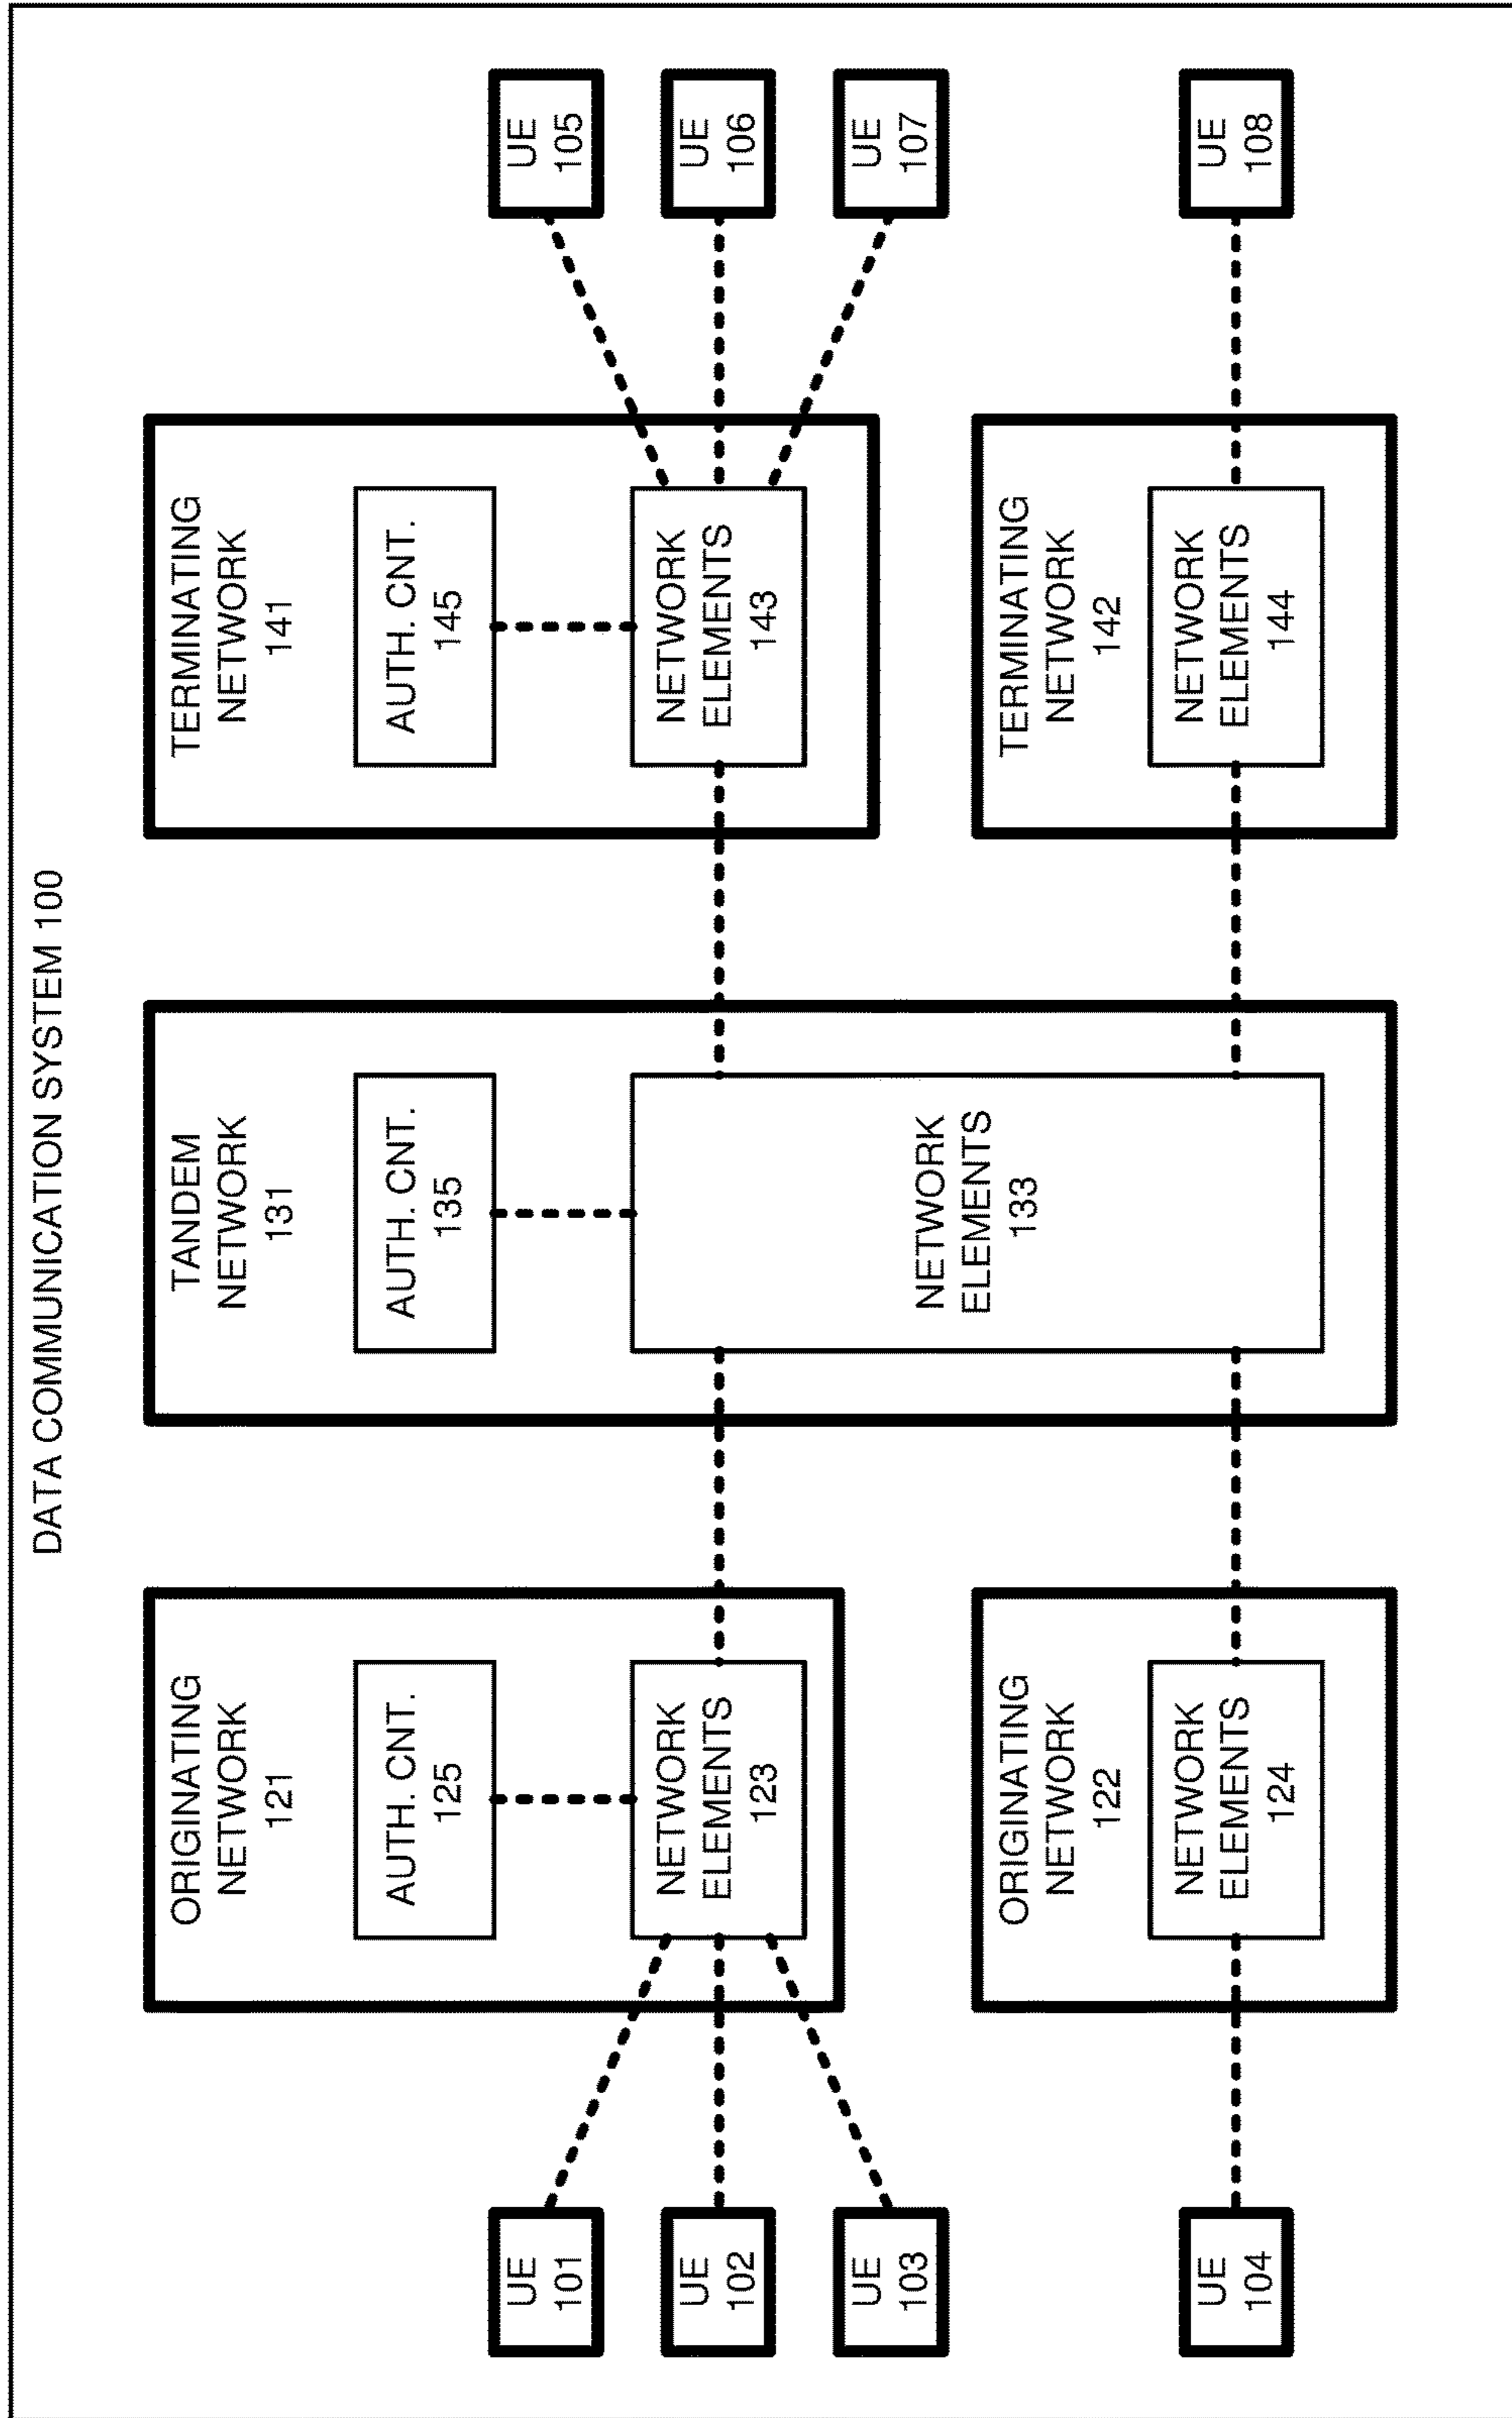 DATA COMMUNICATION SYSTEM 100
UE
101
UE
102
UE
103
UE
104
ORIGINATING
NETWORK
121
AUTH. CNT.
125
NETWORK
ELEMENTS
123
ORIGINATING
NETWORK
122
NETWORK
ELEMENTS
124
TANDEM
NETWORK
131
AUTH. CNT.
135
NETWORK
ELEMENTS
133
TERMINATING
NETWORK
141
AUTH. CNT.
145
NETWORK
ELEMENTS
143
TERMINATING
NETWORK
142
NETWORK
ELEMENTS
144
UE
105
UE
106
UE
107
UE
108